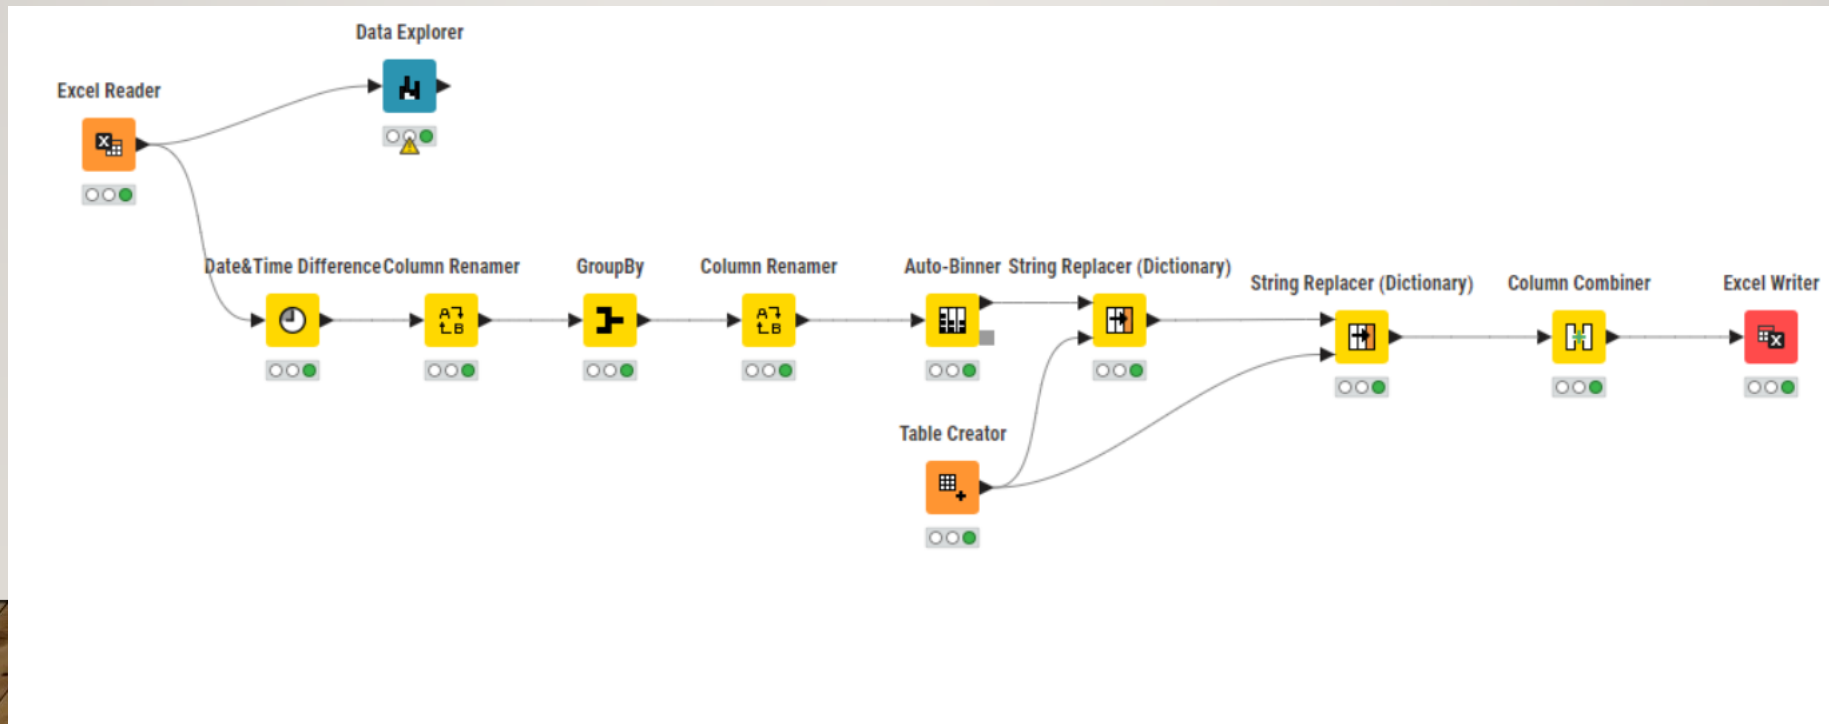 Data Explorer
Excel Reader
Date&Time Difference
Column Renamer
GroupBy
Column Renamer
Auto-Binner
String Replacer (Dictionary)
String Replacer (Dictionary)
Column Combiner
Excel Writer
Table Creator